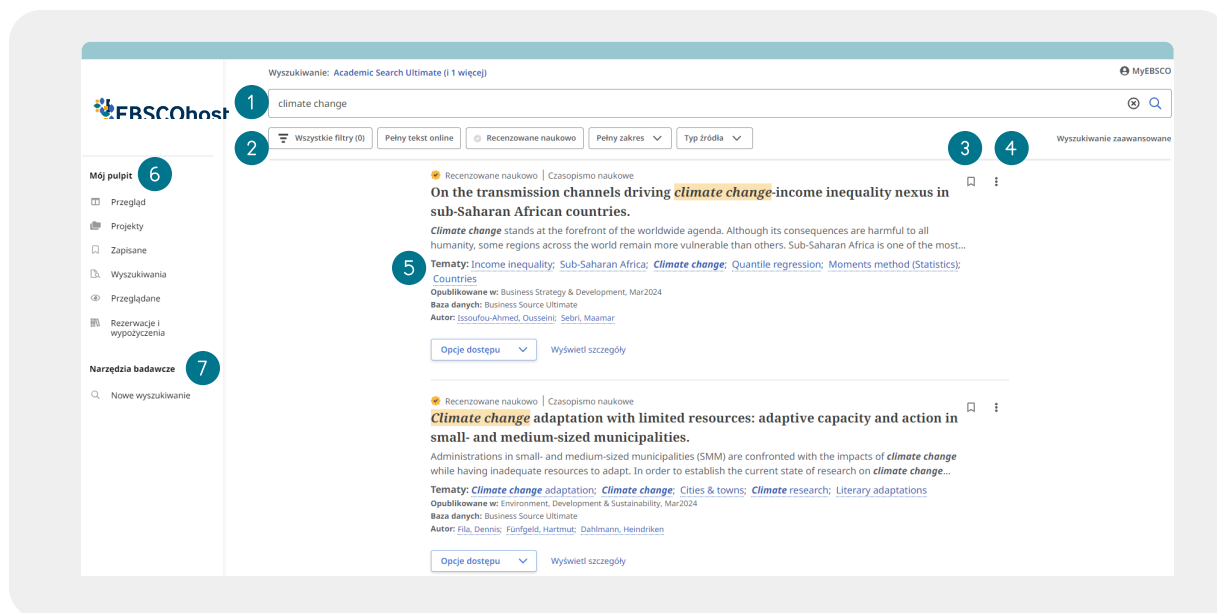 Wyszukiwanie: Academic Search Ultimate (i 1 więcej)
MyEBSCO
EBSCOhost
1
climate change
2
Wszystkie filtry (0)
Pełny tekst online
Recenzowane naukowo
Pełny zakres
Typ źródła
3
4
Wyszukiwanie zaawansowane
Mój pulpit
6
Przegląd
Projekty
Zapisane
Wyszukiwania
Przeglądane
Rezerwacje i
wypożyczenia
Narzędzia badawcze
7
Nowe wyszukiwanie
Recenzowane naukowo | Czasopismo naukowe
On the transmission channels driving climate change-income inequality nexus in
sub-Saharan African countries.
Climate change stands at the forefront of the worldwide agenda. Although its consequences are harmful to all
humanity, some regions across the world remain more vulnerable than others. Sub-Saharan Africa is one of the most...
5
Tematy: Income inequality; Sub-Saharan Africa; Climate change; Quantile regression; Moments method (Statistics);
Countries
Opublikowane w: Business Strategy & Development, Mar2024
Baza danych: Business Source Ultimate
Autor: Issoufou-Ahmed, Ousseini; Sebri, Maamar
Opcje dostępu
Wyświetl szczegóły
Recenzowane naukowo | Czasopismo naukowe
Climate change adaptation with limited resources: adaptive capacity and action in
small- and medium-sized municipalities.
Administrations in small- and medium-sized municipalities (SMM) are confronted with the impacts of climate change
while having inadequate resources to adapt. In order to establish the current state of research on climate change...
Tematy: Climate change adaptation; Climate change; Cities & towns; Climate research; Literary adaptations
Opublikowane w: Environment, Development & Sustainability, Mar2024
Baza danych: Business Source Ultimate
Autor: Fila, Dennis; Fünfgeld, Hartmut; Dahlmann, Heindriken
Opcje dostępu
Wyświetl szczegóły